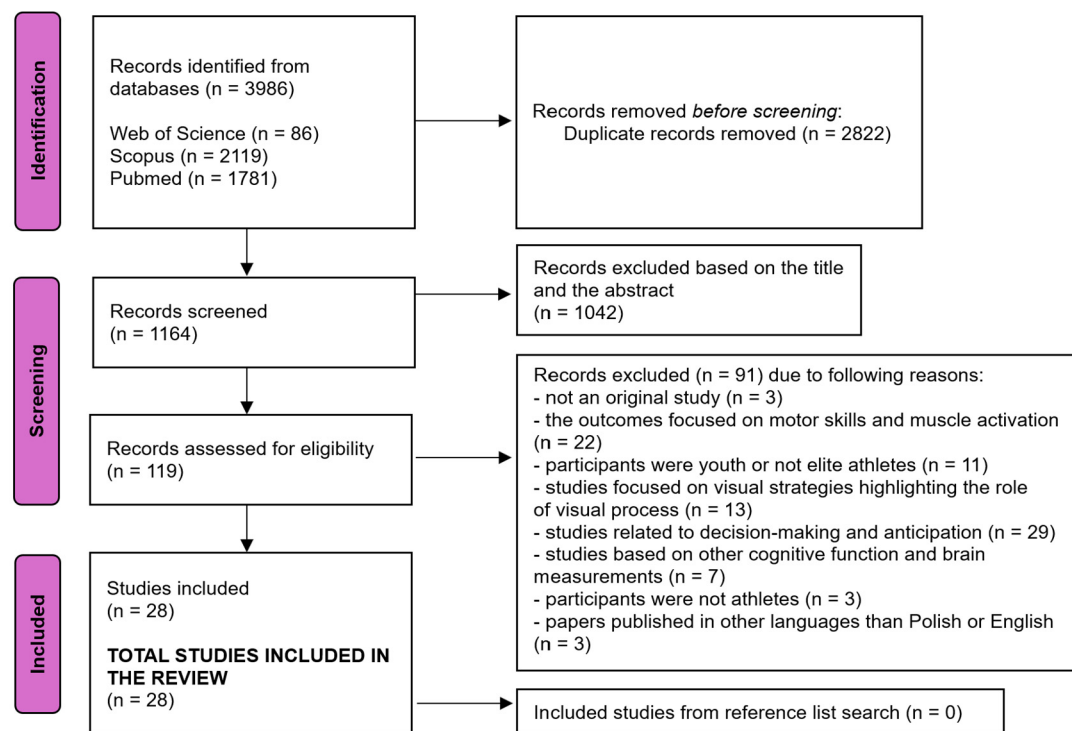 Identification
Records identified from
databases (n = 3986)
Web of Science (n = 86)
Scopus (n = 2119)
Pubmed (n = 1781)
Records removed before screening:
Duplicate records removed (n = 2822)
Screening
Records screened
(n = 1164)
Records excluded based on the title
and the abstract
(n = 1042)
Records assessed for eligibility
(n = 119)
Records excluded (n = 91) due to following reasons:
- not an original study (n = 3)
- the outcomes focused on motor skills and muscle activation
(n = 22)
- participants were youth or not elite athletes (n = 11)
- studies focused on visual strategies highlighting the role
of visual process (n = 13)
- studies related to decision-making and anticipation (n = 29)
- studies based on other cognitive function and brain
measurements (n = 7)
- participants were not athletes (n = 3)
- papers published in other languages than Polish or English
(n = 3)
Included
Studies included
(n = 28)
TOTAL STUDIES INCLUDED IN
THE REVIEW
(n = 28)
Included studies from reference list search (n = 0)